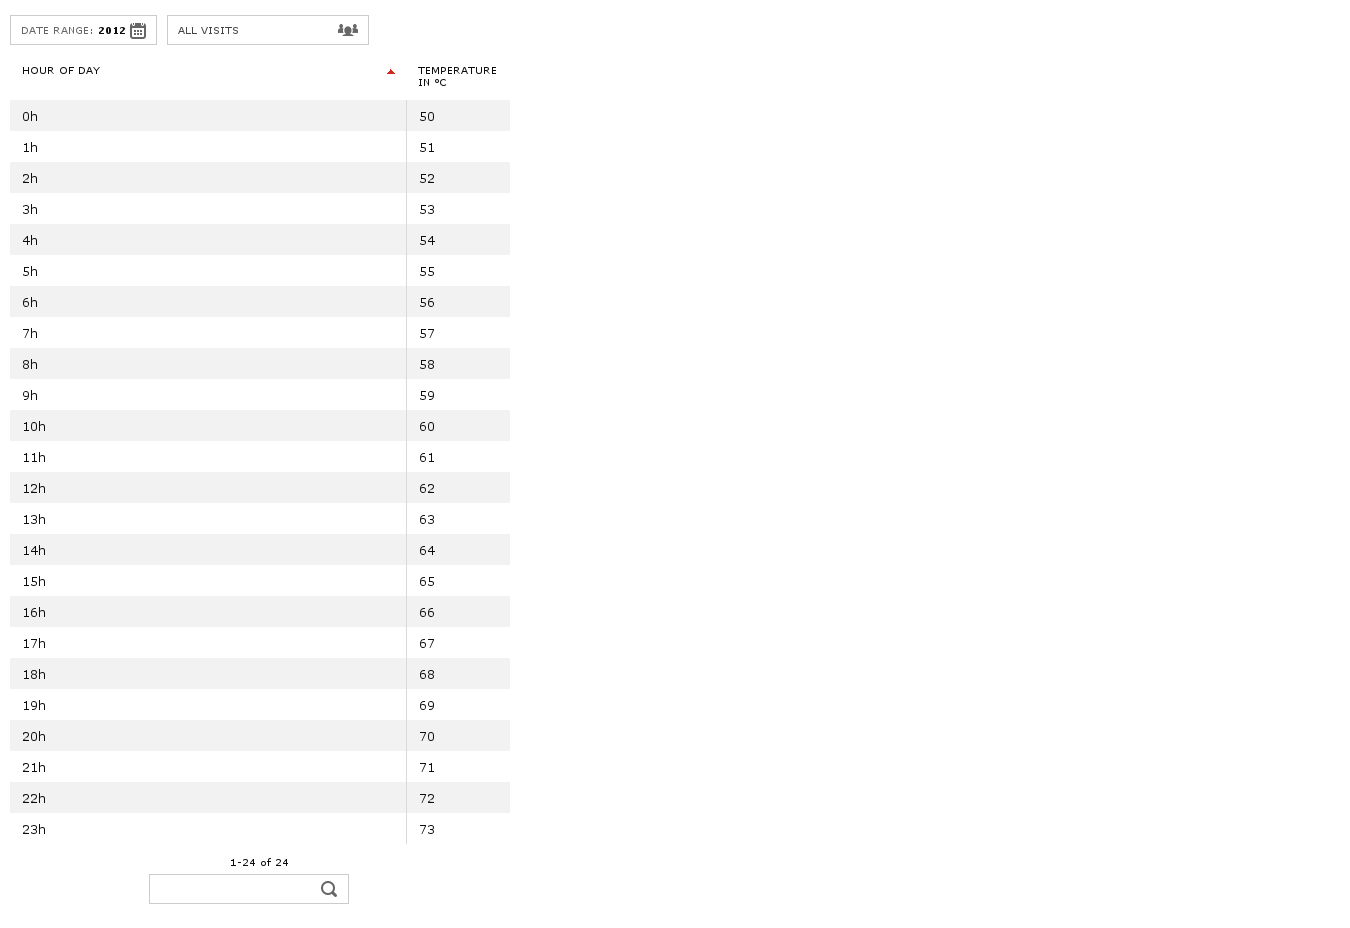 DATE RANGE: 2012 ALL VISITS
HOUR OF DAY TEMPERATURE
IN °C
0h 50
1h 51
2h 52
3h 53
4h 54
5h 55
6h 56
7h 57
8h 58
9h 59
10h 60
11h 61
12h 62
13h 63
14h 64
15h 65
16h 66
17h 67
18h 68
19h 69
20h 70
21h 71
22h 72
23h 73
1-24 of 24